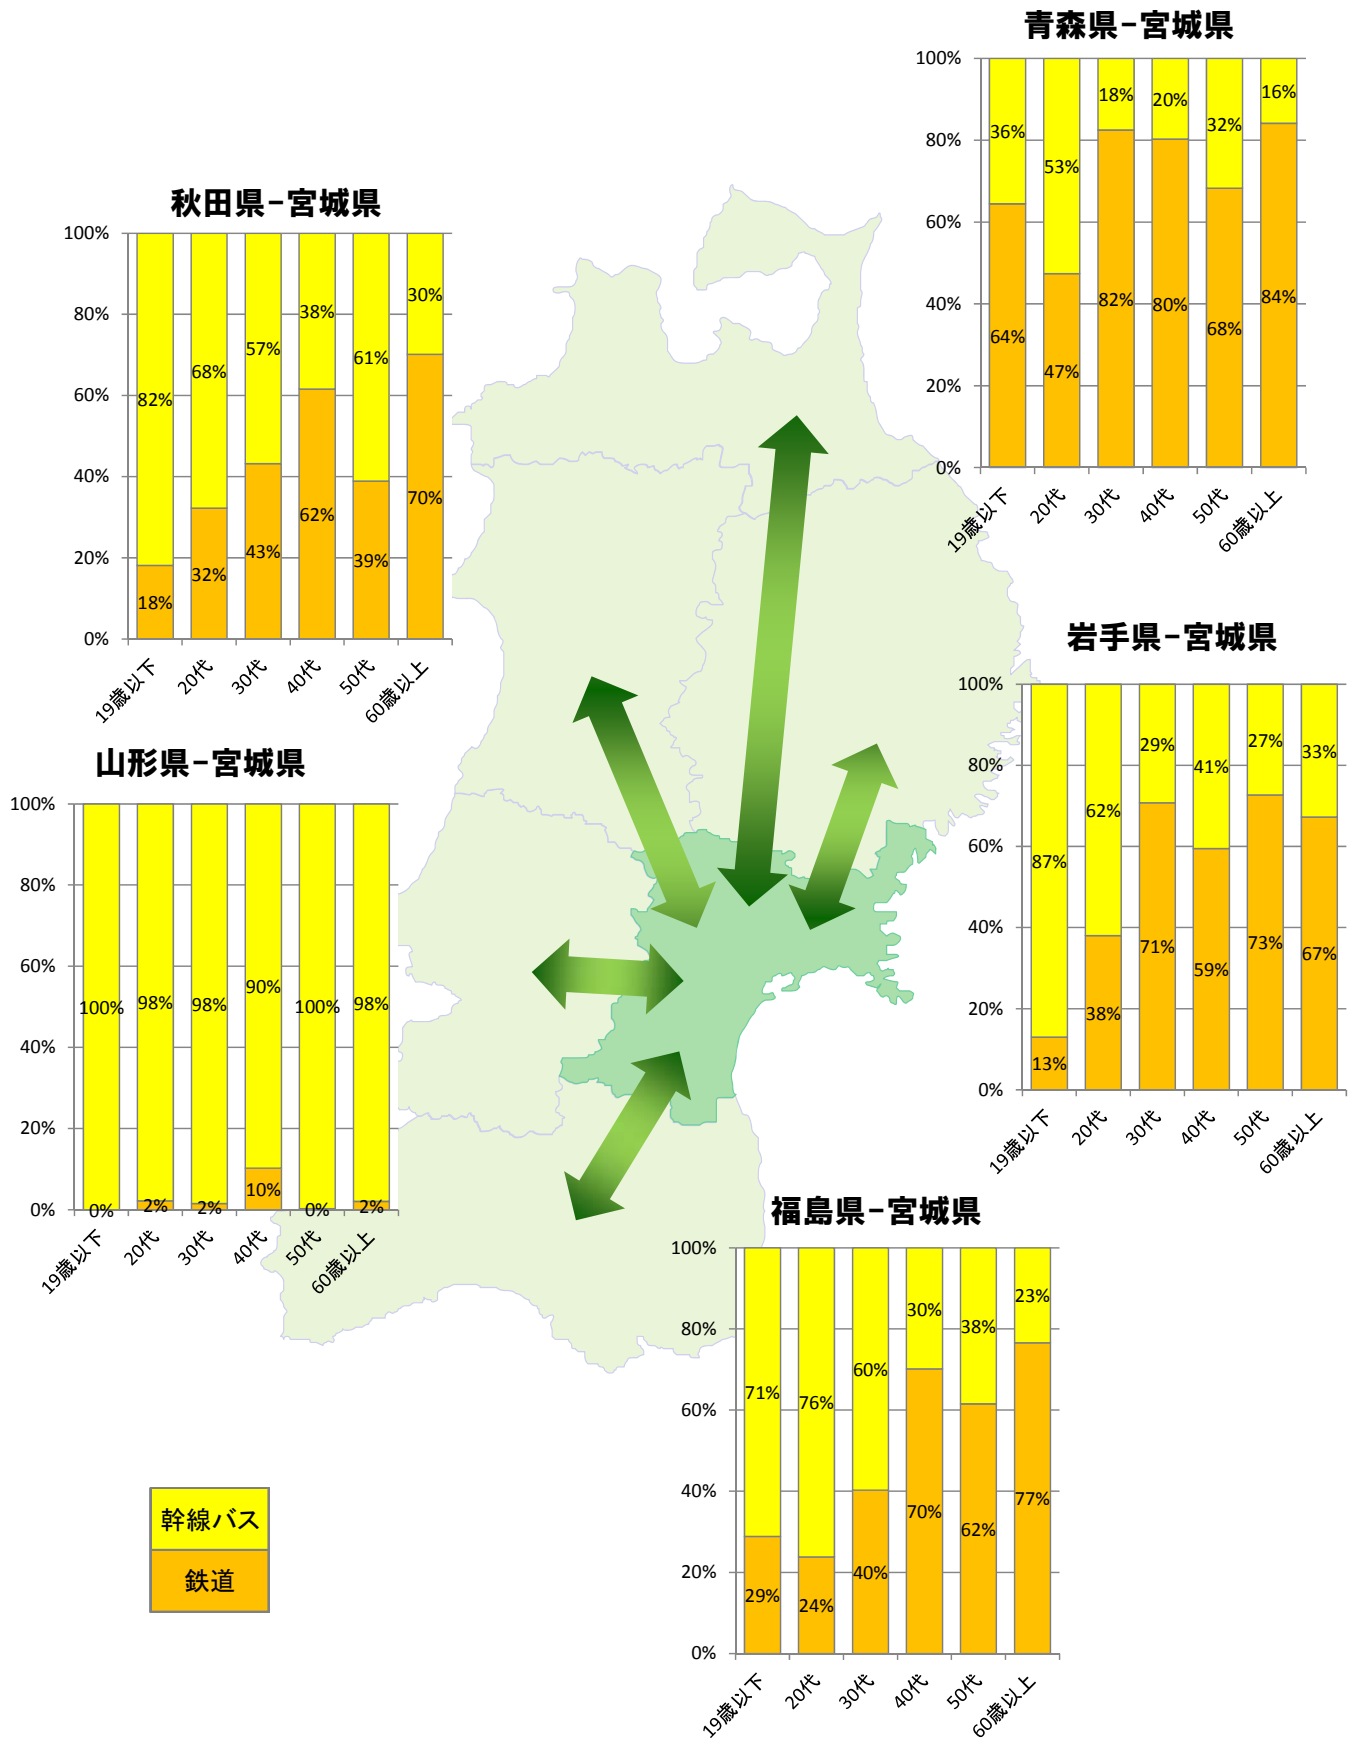 青森県−宮城県
100%
80%
60%
40%
20%
0%
36%
53%
18%
20%
32%
16%
64%
47%
82%
80%
68%
84%
19歳以下
20代
30代
40代
50代
60歳以上
秋田県−宮城県
100%
80%
60%
40%
20%
0%
82%
68%
57%
38%
61%
30%
18%
32%
43%
62%
39%
70%
19歳以下
20代
30代
40代
50代
60歳以上
岩手県−宮城県
100%
80%
60%
40%
20%
0%
87%
62%
29%
41%
27%
33%
13%
38%
71%
59%
73%
67%
19歳以下
20代
30代
40代
50代
60歳以上
山形県−宮城県
100%
80%
60%
40%
20%
0%
100%
98%
98%
90%
100%
98%
0%
2%
2%
10%
0%
2%
19歳以下
20代
30代
40代
50代
60歳以上
福島県−宮城県
100%
80%
60%
40%
20%
0%
71%
76%
60%
30%
38%
23%
29%
24%
40%
70%
62%
77%
19歳以下
20代
30代
40代
50代
60歳以上
幹線バス
鉄道